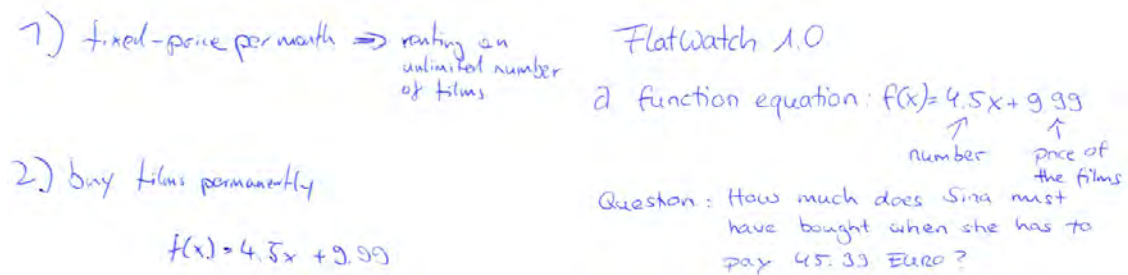 1) fixed-price per month ⇒ renting an
unlimited number
of films
2) buy films permanently
f(x) = 4.5x + 9.99
FlatWatch 1.0
a function equation: f(x) = 4.5x + 9.99
↑ ↑
number price of
the films
Question: How much does Sina must
have bought when she has to
pay 45.99 EURO?